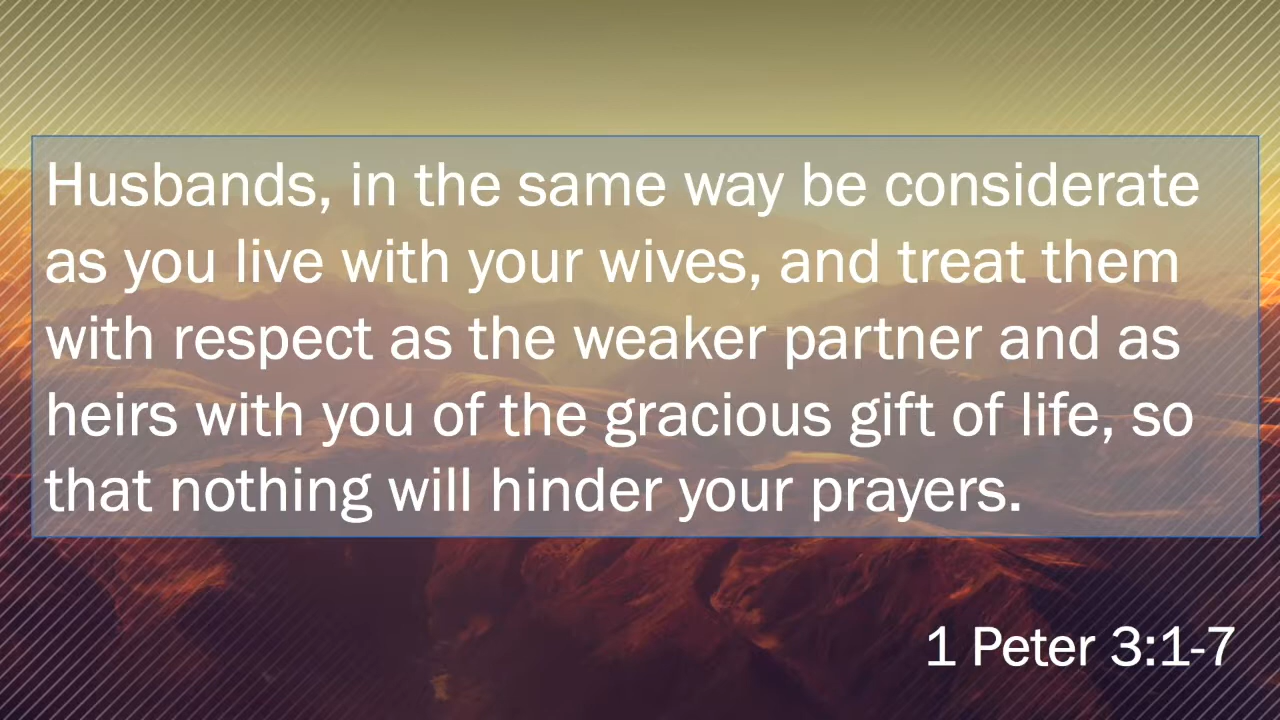 Husbands, in the same way be considerate
as you live with your wives, and treat them
with respect as the weaker partner and as
heirs with you of the gracious gift of life, so
that nothing will hinder your prayers.
1 Peter 3:1-7